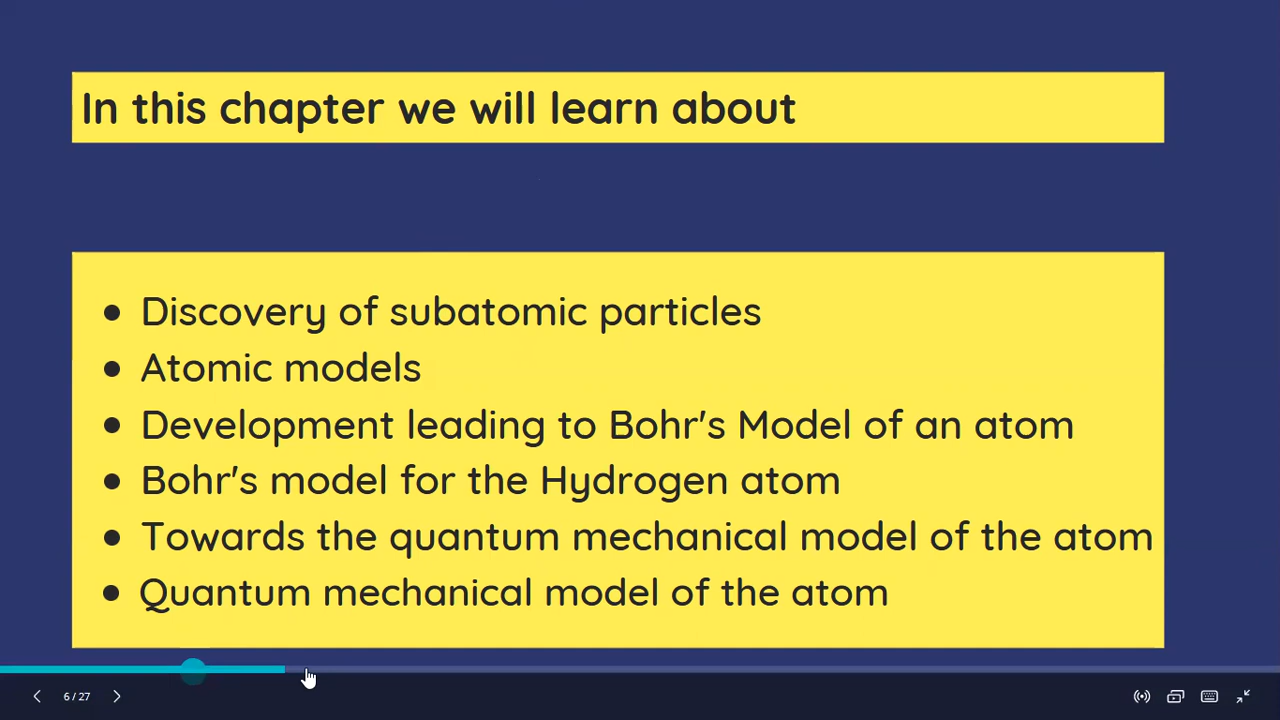 In this chapter we will learn about
• Discovery of subatomic particles
• Atomic models
• Development leading to Bohr's Model of an atom
• Bohr's model for the Hydrogen atom
• Towards the quantum mechanical model of the atom
• Quantum mechanical model of the atom
6 / 27